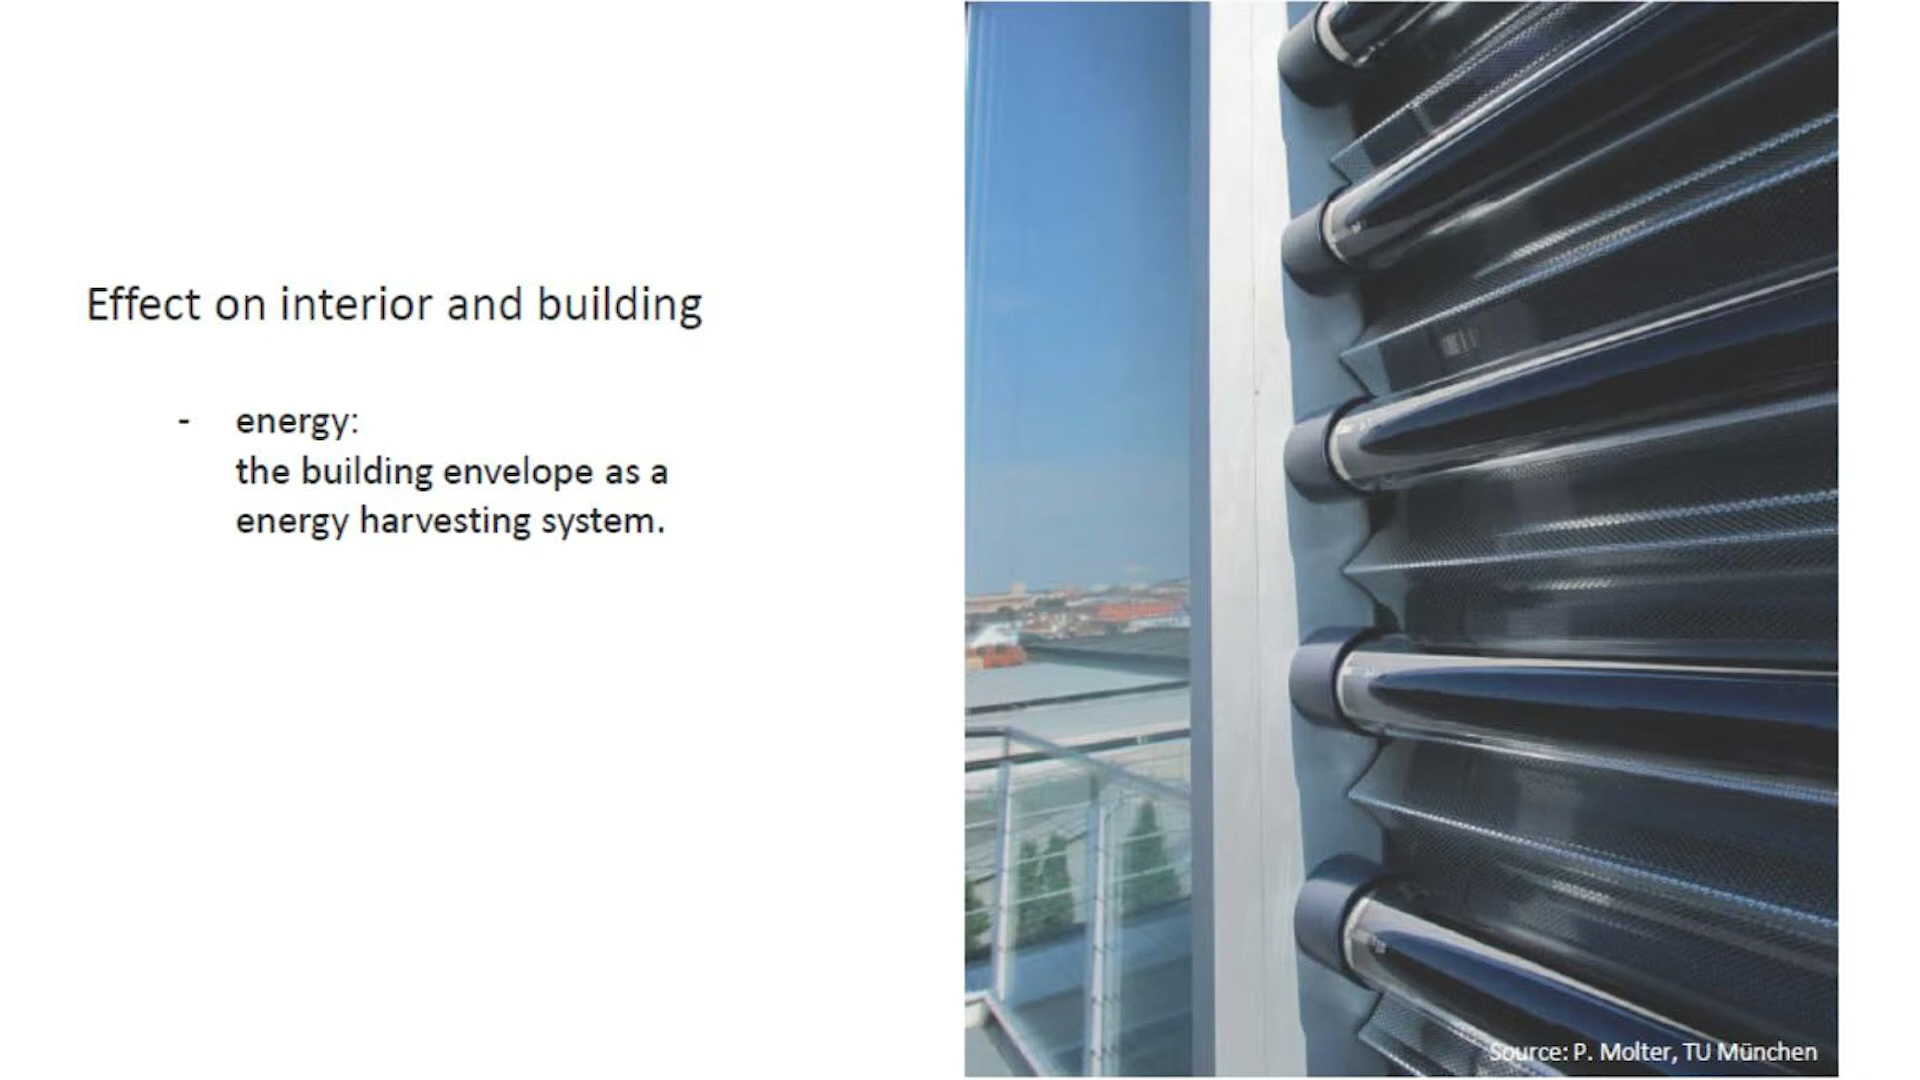 Effect on interior and building
- energy:
the building envelope as a
energy harvesting system.
Source: P. Molter, TU München